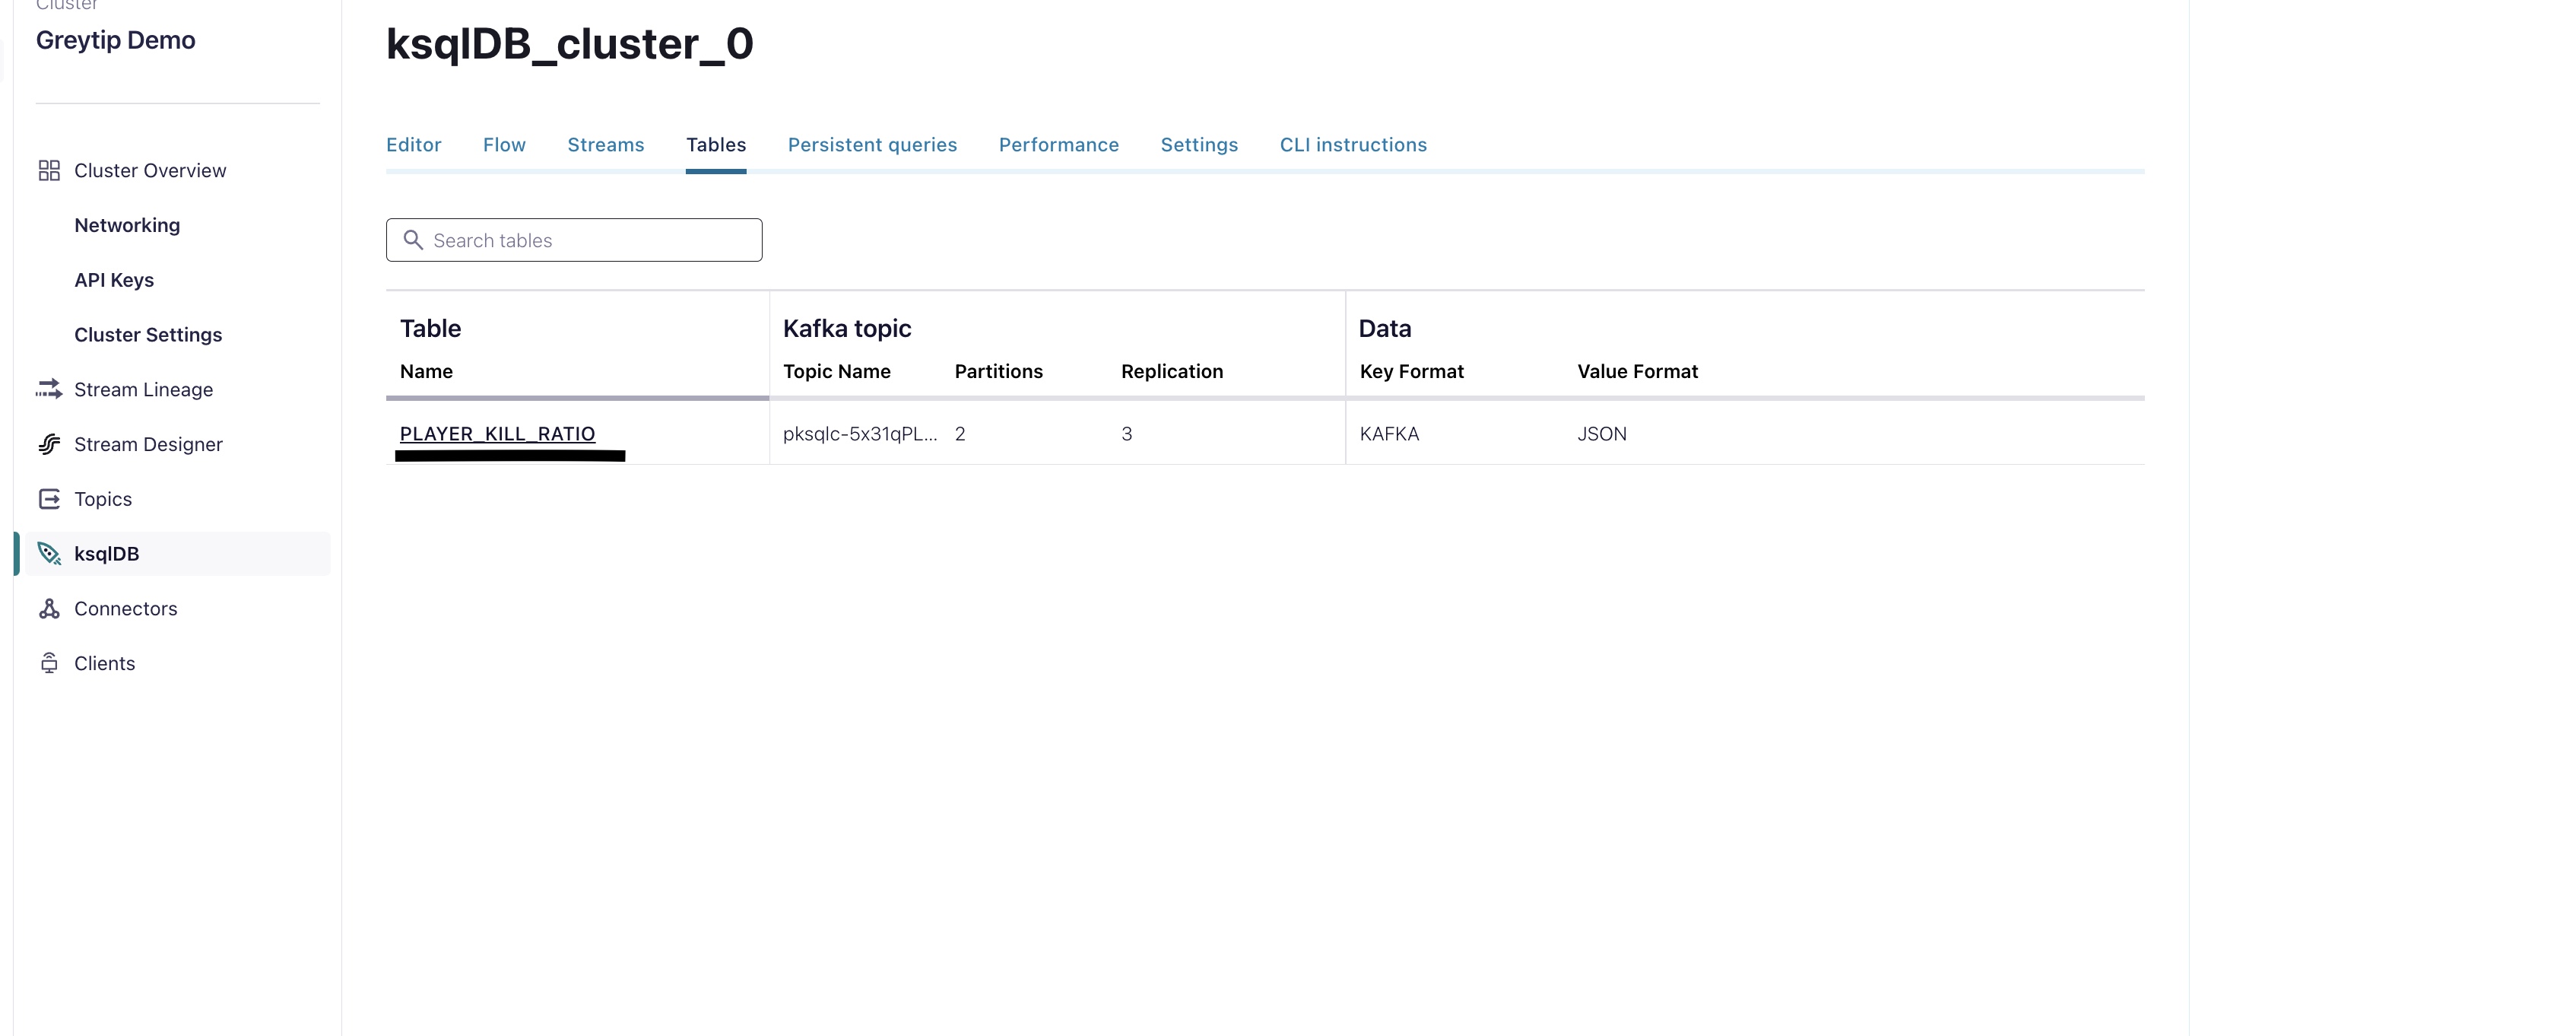 Cluster
Greytip Demo
Cluster Overview
Networking
API Keys
Cluster Settings
Stream Lineage
Stream Designer
Topics
ksqlDB
Connectors
Clients
ksqlDB_cluster_0
Editor Flow Streams Tables Persistent queries Performance Settings CLI instructions
Search tables
Table Kafka topic Data
Name Topic Name Partitions Replication Key Format Value Format
PLAYER_KILL_RATIO pksqlc-5x31qPL... 2 3 KAFKA JSON